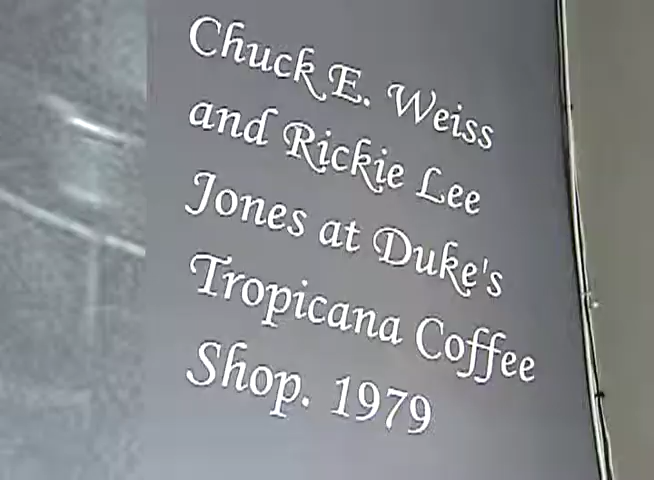 Chuck E. Weiss
and Rickie Lee
Jones at Duke's
Tropicana Coffee
Shop. 1979